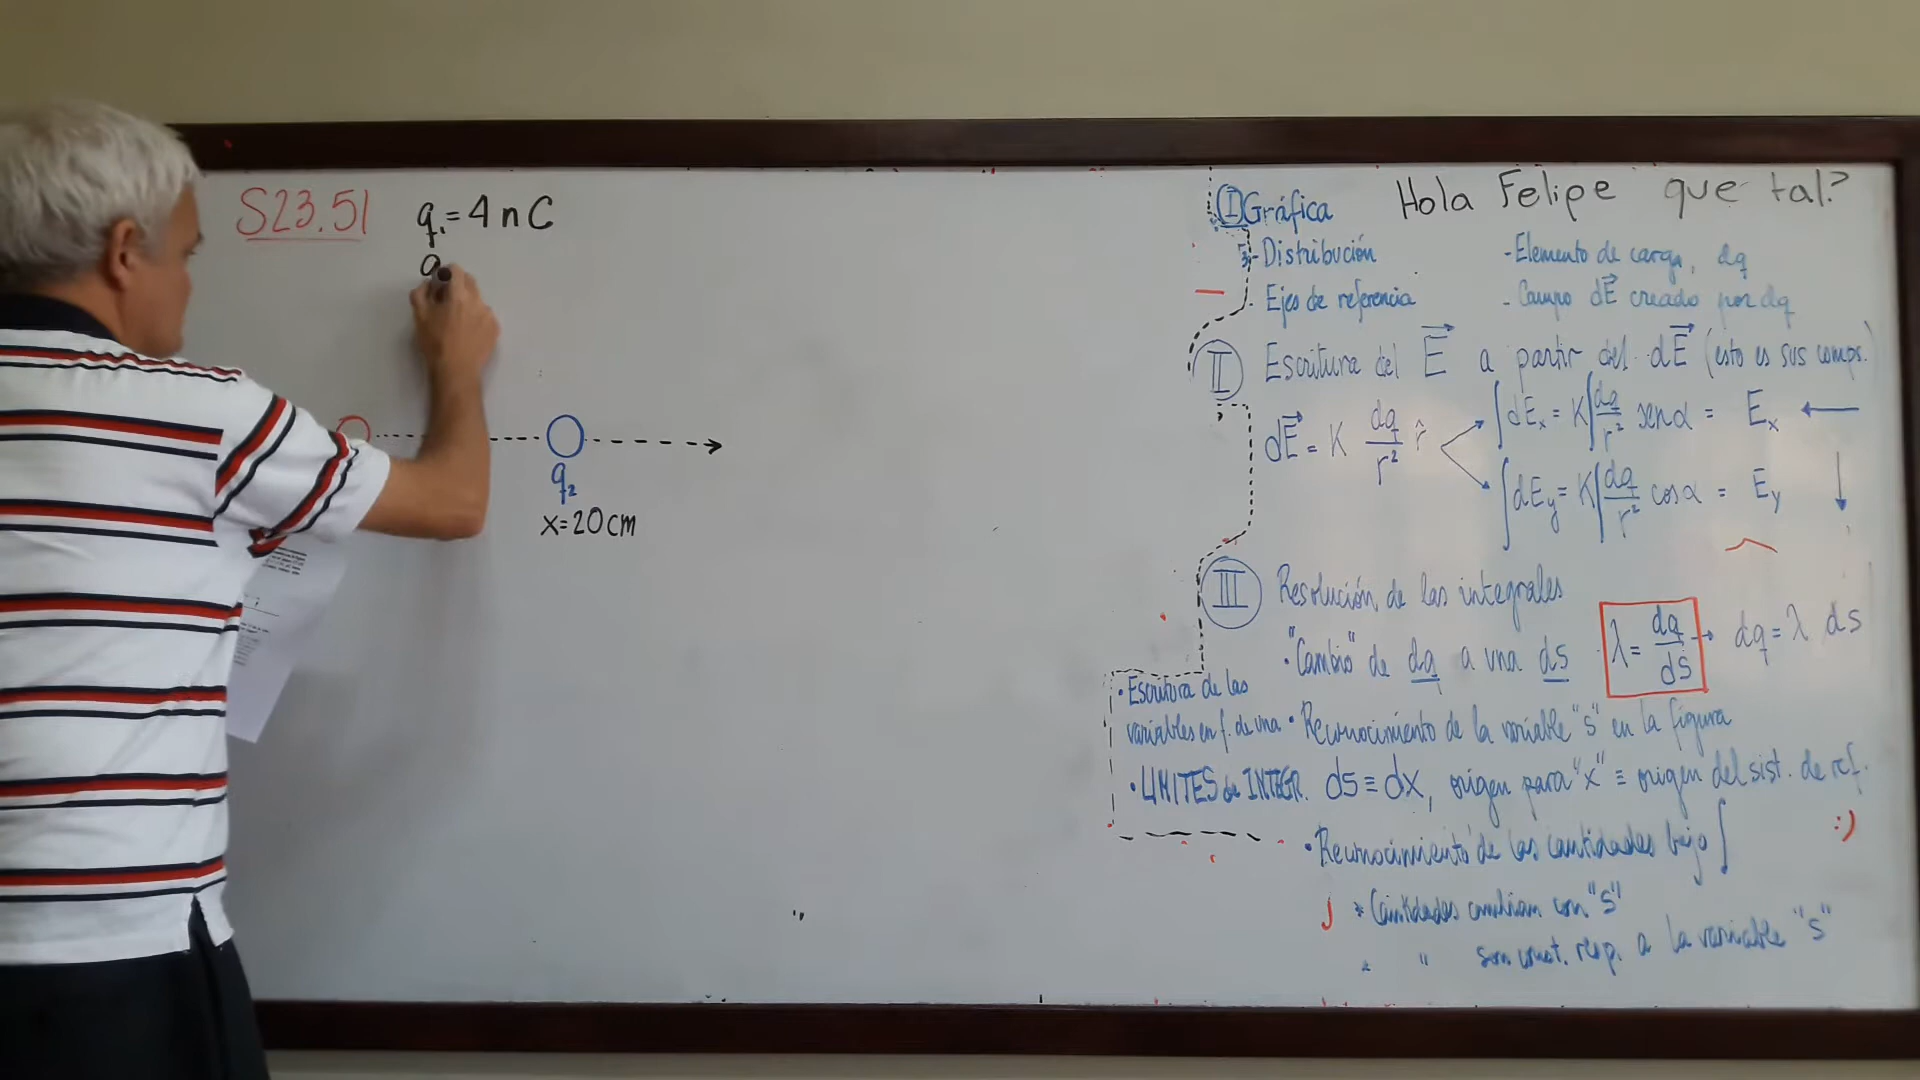 S23.51 q₁ = 4 n C
q
q₂
x = 20 cm
Hola Felipe que tal?
I Gráfica
- Distribución
- Ejes de referencia
- Elemento de carga, dq
- Campo dE⃗ creado por dq
II Escritura del E⃗ a partir del dE⃗ (esto es sus comps.)
dE⃗ = K dq/r² r̂
∫dEx = K∫dq/r² sen α = Ex
∫dEy = K∫dq/r² cos α = Ey
III Resolución de las integrales
• "Cambio" de dq a una ds
λ = dq/ds → dq = λ ds
• Escritura de las
variables en f. de una
• Reconocimiento de la variable "s" en la figura
• LIMITES de INTEGR.
ds ≡ dx, origen para "x" ≡ origen del sist. de ref.
• Reconocimiento de las cantidades bajo ∫
:)
* Cantidades cambian con "s"
" " son const. resp. a la variable "s"